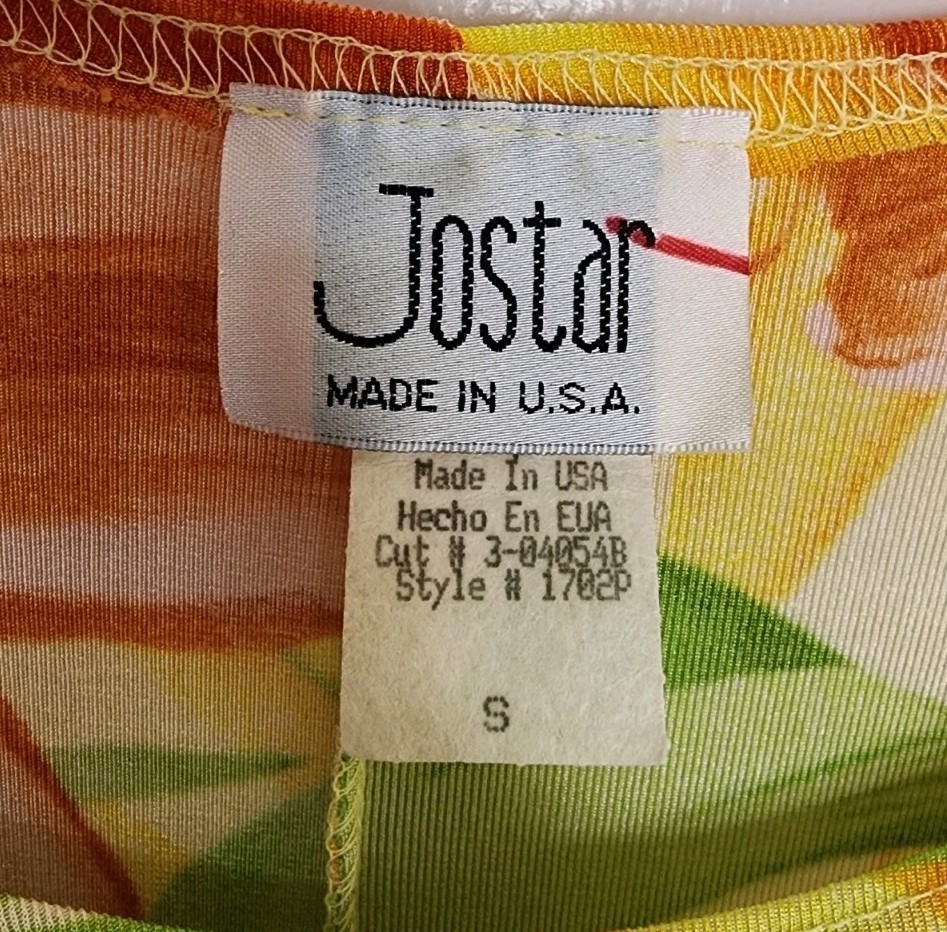 Jostar
MADE IN U.S.A.
Made In USA
Hecho En EUA
Cut # 3-04054B
Style # 1702P
S